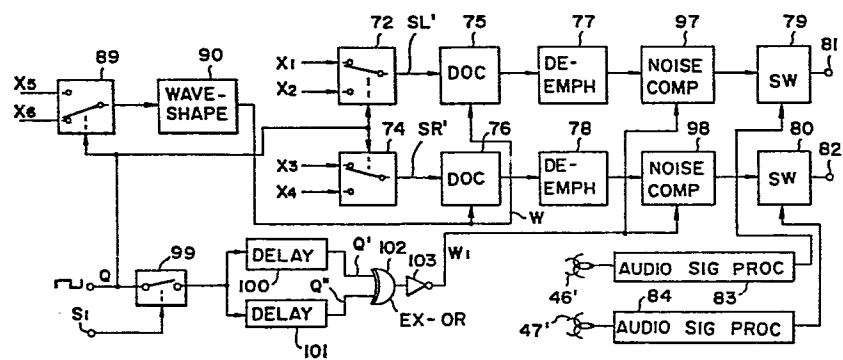 72 SL' 75 77 97 79
89 90 81
X1 X2 DOC DE-EMPH NOISE COMP SW
X5 X6 WAVE-SHAPE
74 SR' 76 78 98 80
82
X3 X4 DOC DE-EMPH NOISE COMP SW
W
99 Q' 102 103 W1
Q DELAY
100
46' AUDIO SIG PROC
83
Q"
S1 DELAY EX-OR
101
84
47' AUDIO SIG PROC